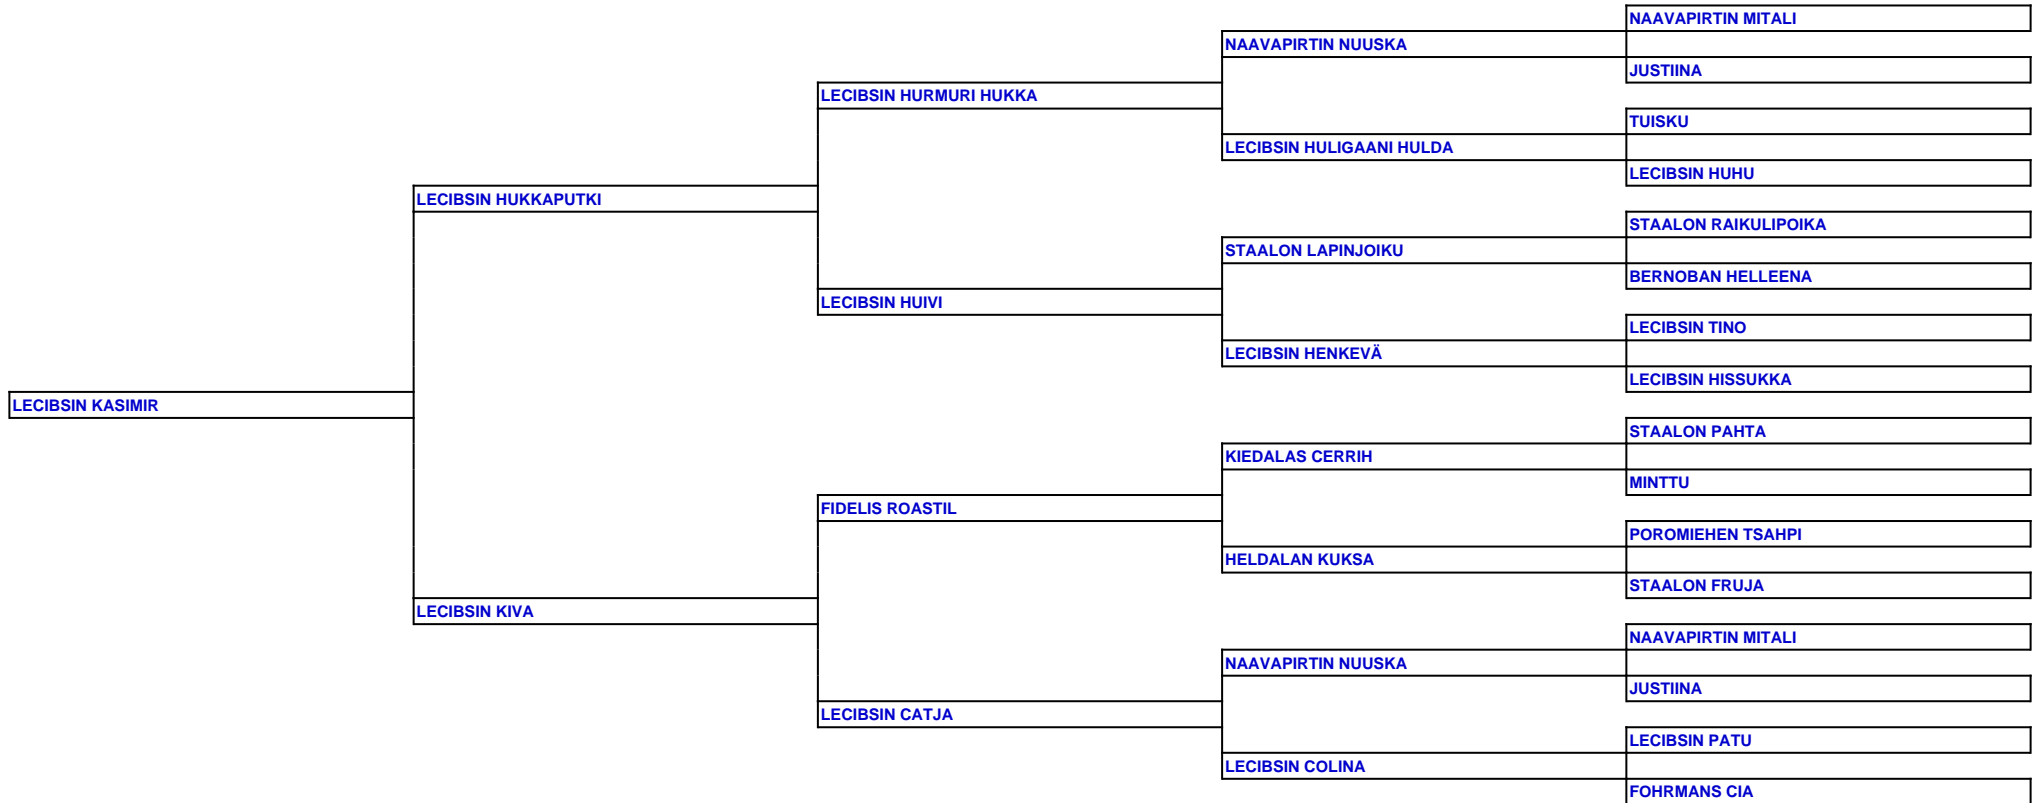 NAAVAPIRTIN MITALI
NAAVAPIRTIN NUUSKA
JUSTIINA
LECIBSIN HURMURI HUKKA
TUISKU
LECIBSIN HULIGAANI HULDA
LECIBSIN HUHU
LECIBSIN HUKKAPUTKI
STAALON RAIKULIPOIKA
STAALON LAPINJOIKU
BERNOBAN HELLEENA
LECIBSIN HUIVI
LECIBSIN TINO
LECIBSIN HENKEVÄ
LECIBSIN HISSUKKA
LECIBSIN KASIMIR
STAALON PAHTA
KIEDALAS CERRIH
MINTTU
FIDELIS ROASTIL
POROMIEHEN TSAHPI
HELDALAN KUKSA
STAALON FRUJA
LECIBSIN KIVA
NAAVAPIRTIN MITALI
NAAVAPIRTIN NUUSKA
JUSTIINA
LECIBSIN CATJA
LECIBSIN PATU
LECIBSIN COLINA
FOHRMANS CIA